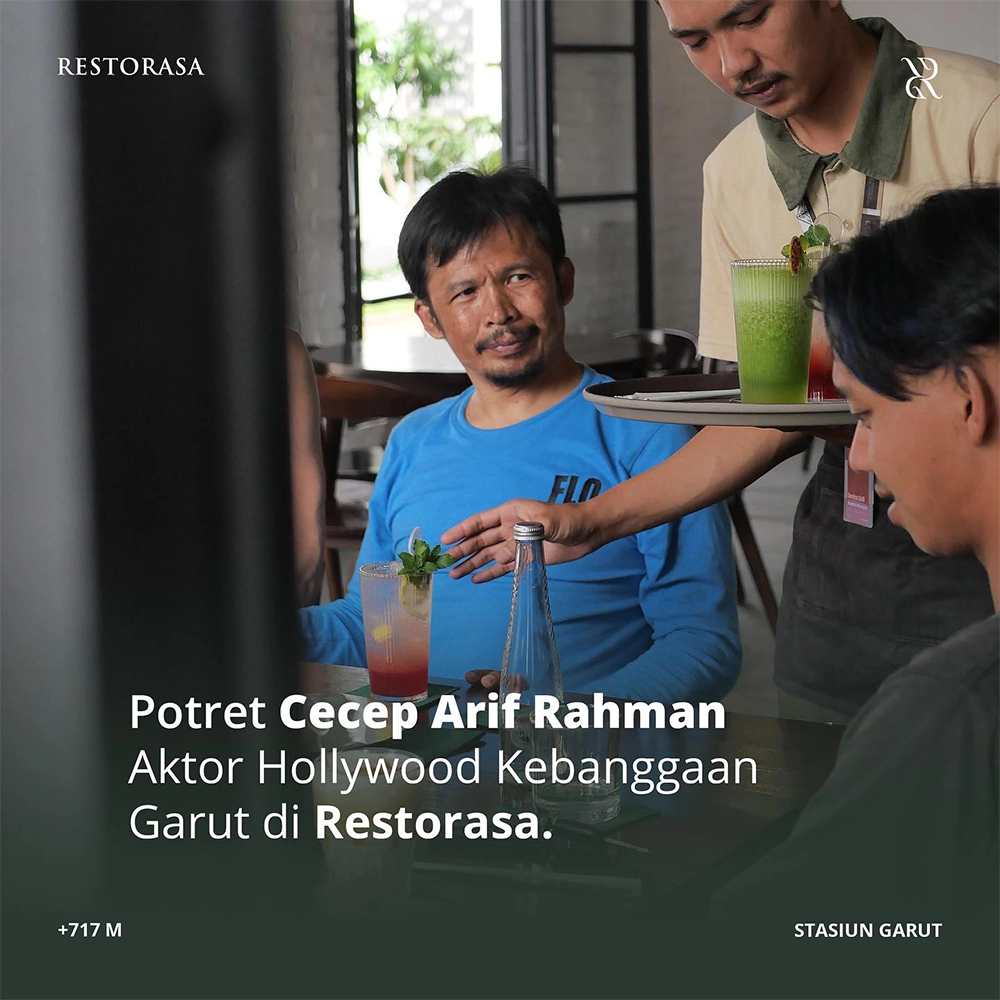 RESTORASA
FLO
Potret Cecep Arif Rahman
Aktor Hollywood Kebanggaan
Garut di Restorasa.
+717 M
STASIUN GARUT